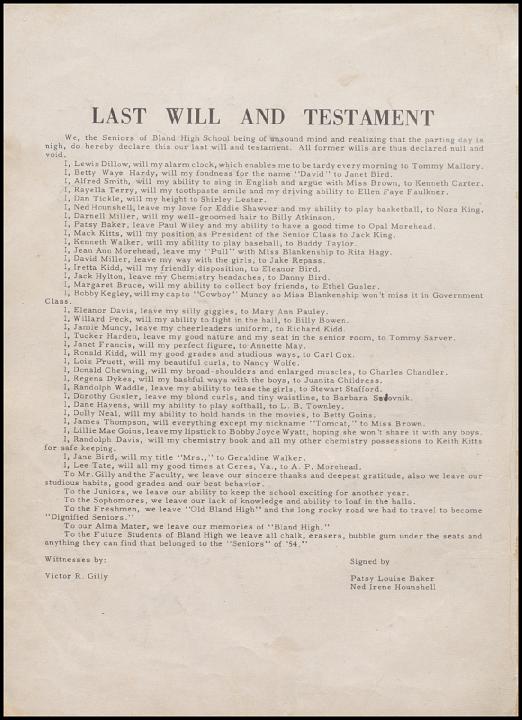 LAST WILL AND TESTAMENT
We, the Seniors of Bland High School being of unsound mind and realizing that the parting day is
nigh, do hereby declare this our last will and testament. All former wills are thus declared null and
void.
I, Lewis Dillow, will my alarm clock, which enables me to be tardy every morning to Tommy Mallory.
I, Betty Waye Hardy, will my fondness for the name "David" to Janet Bird.
I, Alfred Smith, will my ability to sing in English and argue with Miss Brown, to Kenneth Carter.
I, Rayella Terry, will my toothpaste smile and my driving ability to Ellen Faye Faulkner.
I, Dan Tickle, will my height to Shirley Lester.
I, Ned Hounshell, leave my love for Eddie Shawver and my ability to play basketball, to Nora King.
I, Darnell Miller, will my well-groomed hair to Billy Atkinson.
I, Patsy Baker, leave Paul Wiley and my ability to have a good time to Opal Morehead.
I, Mack Kitts, will my position as President of the Senior Class to Jack King.
I, Kenneth Walker, will my ability to play baseball, to Buddy Taylor.
I, Jean Ann Morehead, leave my "Pull" with Miss Blankenship to Rita Hagy.
I, David Miller, leave my way with the girls, to Jake Repass.
I, Iretta Kidd, will my friendly disposition, to Eleanor Bird.
I, Jack Hylton, leave my Chemistry headaches, to Danny Bird.
I, Margaret Bruce, will my ability to collect boy friends, to Ethel Gusler.
I, Bobby Kegley, will my cap to "Cowboy" Muncy so Miss Blankenship won't miss it in Government
Class.
I, Eleanor Davis, leave my silly giggles, to Mary Ann Pauley.
I, Willard Peck, will my ability to fight in the hall, to Billy Bowen.
I, Jamie Muncy, leave my cheerleaders uniform, to Richard Kidd.
I, Tucker Harden, leave my good nature and my seat in the senior room, to Tommy Sarver.
I, Janet Francis, will my perfect figure, to Annette May.
I, Ronald Kidd, will my good grades and studious ways, to Carl Cox.
I, Lois Pruett, will my beautiful curls, to Nancy Wolfe.
I, Donald Chewning, will my broad-shoulders and enlarged muscles, to Charles Chandler.
I, Regena Dykes, will my bashful ways with the boys, to Juanita Childress.
I, Randolph Waddle, leave my ability to tease the girls, to Stewart Stafford.
I, Dorothy Gusler, leave my blond curls, and tiny waistline, to Barbara Sadovnik.
I, Dane Havens, will my ability to play softball, to L. B. Townley.
I, Dolly Neal, will my ability to hold hands in the movies, to Betty Goins.
I, James Thompson, will everything except my nickname "Tomcat," to Miss Brown.
I, Lillie Mae Goins, leave my lipstick to Bobby Joyce Wyatt, hoping she won't share it with any boys.
I, Randolph Davis, will my chemistry book and all my other chemistry possessions to Keith Kitts
for safe keeping.
I, Jane Bird, will my title "Mrs.," to Geraldine Walker.
I, Lee Tate, will all my good times at Ceres, Va., to A. P. Morehead.
To Mr. Gilly and the Faculty, we leave our sincere thanks and deepest gratitude, also we leave our
studious habits, good grades and our best behavior.
To the Juniors, we leave our ability to keep the school exciting for another year.
To the Sophomores, we leave our lack of knowledge and ability to loaf in the halls.
To the Freshmen, we leave "Old Bland High" and the long rocky road we had to travel to become
"Dignified Seniors."
To our Alma Mater, we leave our memories of "Bland High."
To the Future Students of Bland High we leave all chalk, erasers, bubble gum under the seats and
anything they can find that belonged to the "Seniors" of '54."
Wittnesses by:
Signed by
Victor R. Gilly
Patsy Louise Baker
Ned Irene Hounshell